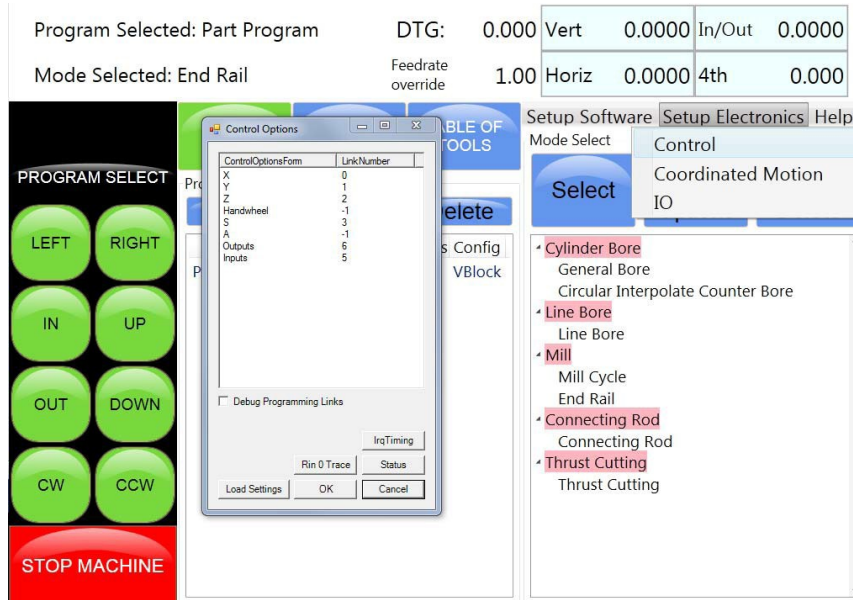 Program Selected: Part Program
DTG: 0.000
Vert 0.0000
In/Out 0.0000
Mode Selected: End Rail
Feedrate
override 1.00
Horiz 0.0000
4th 0.000
PROGRAM SELECT
LEFT
RIGHT
IN
UP
OUT
DOWN
CW
CCW
STOP MACHINE
TOOLS
Control Options
ControlOptionsForm LinkNumber
X 0
Y 1
Z 2
Handwheel -1
S 3
A -1
Outputs 6
Inputs 5
Debug Programming Links
IrqTiming
Rin 0 Trace
Status
Load Settings
OK
Cancel
Config
VBlock
Setup Software Setup Electronics Help
Mode Select
Select
Control
Coordinated Motion
IO
Cylinder Bore
General Bore
Circular Interpolate Counter Bore
Line Bore
Line Bore
Mill
Mill Cycle
End Rail
Connecting Rod
Connecting Rod
Thrust Cutting
Thrust Cutting